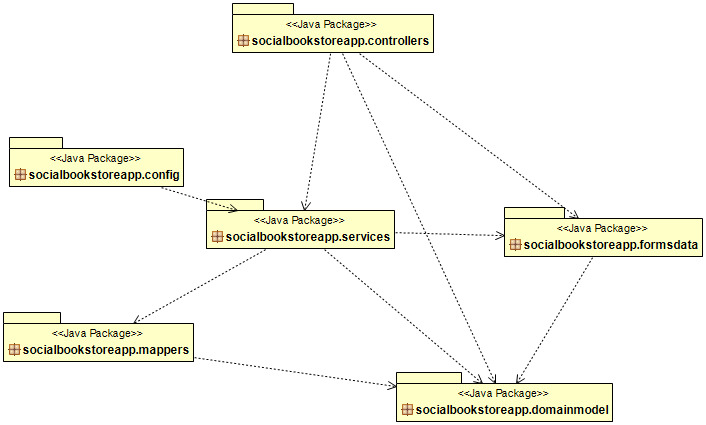 <<Java Package>>
socialbookstoreapp.controllers
<<Java Package>>
socialbookstoreapp.config
<<Java Package>>
socialbookstoreapp.services
<<Java Package>>
socialbookstoreapp.formsdata
<<Java Package>>
socialbookstoreapp.mappers
<<Java Package>>
socialbookstoreapp.domainmodel